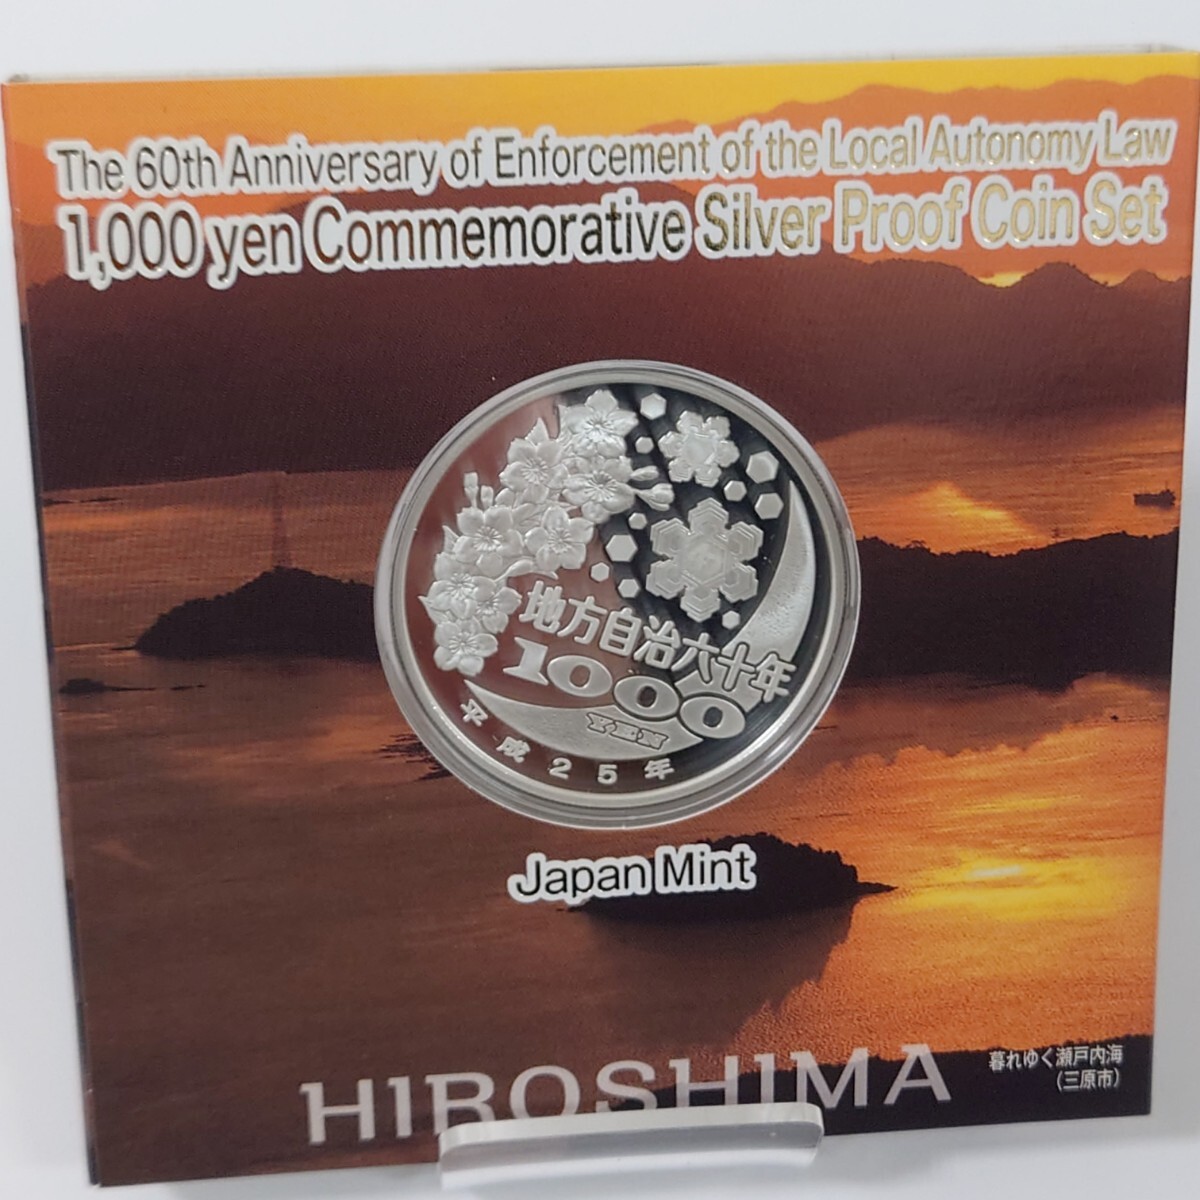 The 60th Anniversary of Enforcement of the Local Autonomy Law
1,000 yen Commemorative Silver Proof Coin Set
地方自治六十年
1000
YEN
平成25年
Japan Mint
HIROSHIMA
暮れゆく瀬戸内海
(三原市)